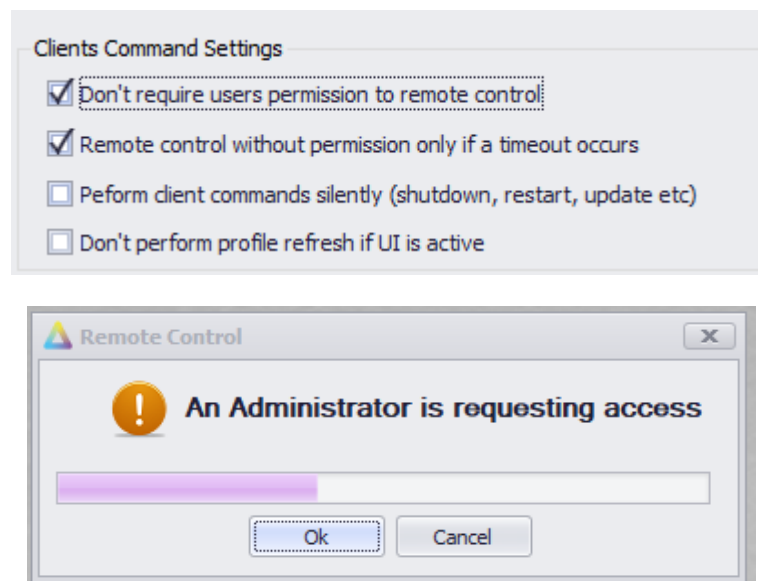 Clients Command Settings
Don't require users permission to remote control
Remote control without permission only if a timeout occurs
Peform client commands silently (shutdown, restart, update etc)
Don't perform profile refresh if UI is active
Remote Control
An Administrator is requesting access
Ok Cancel